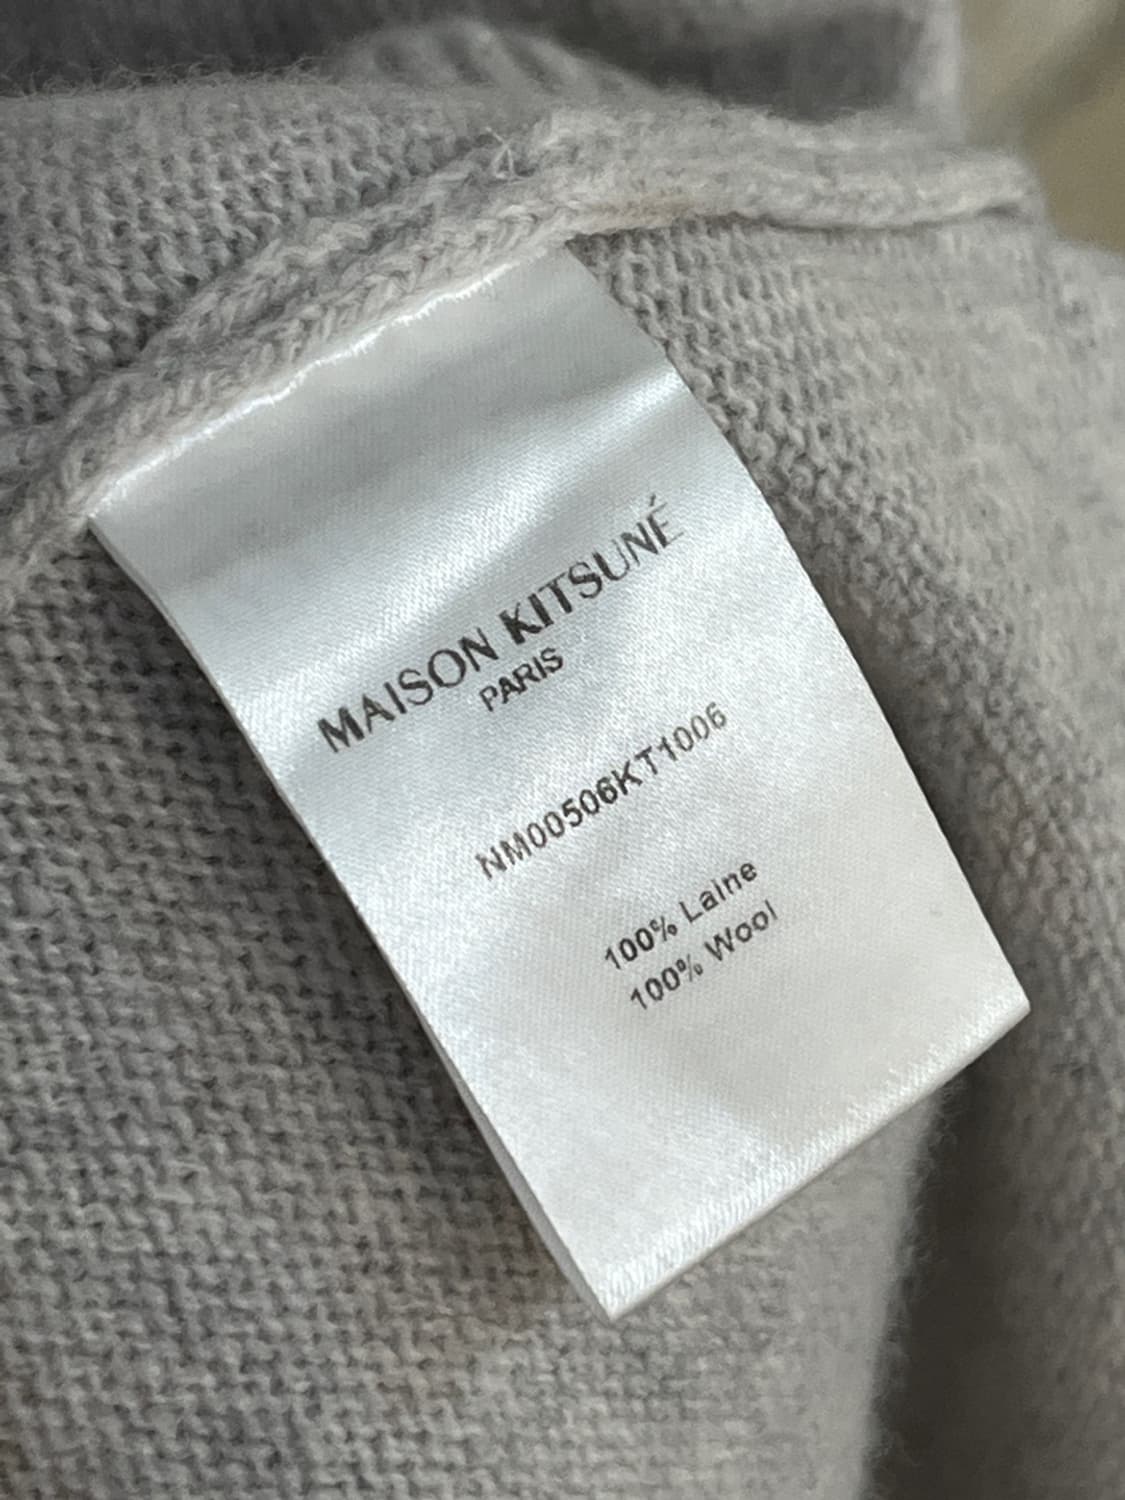 MAISON KITSUNÉ
PARIS
NM00506KT1006
100% Laine
100% Wool